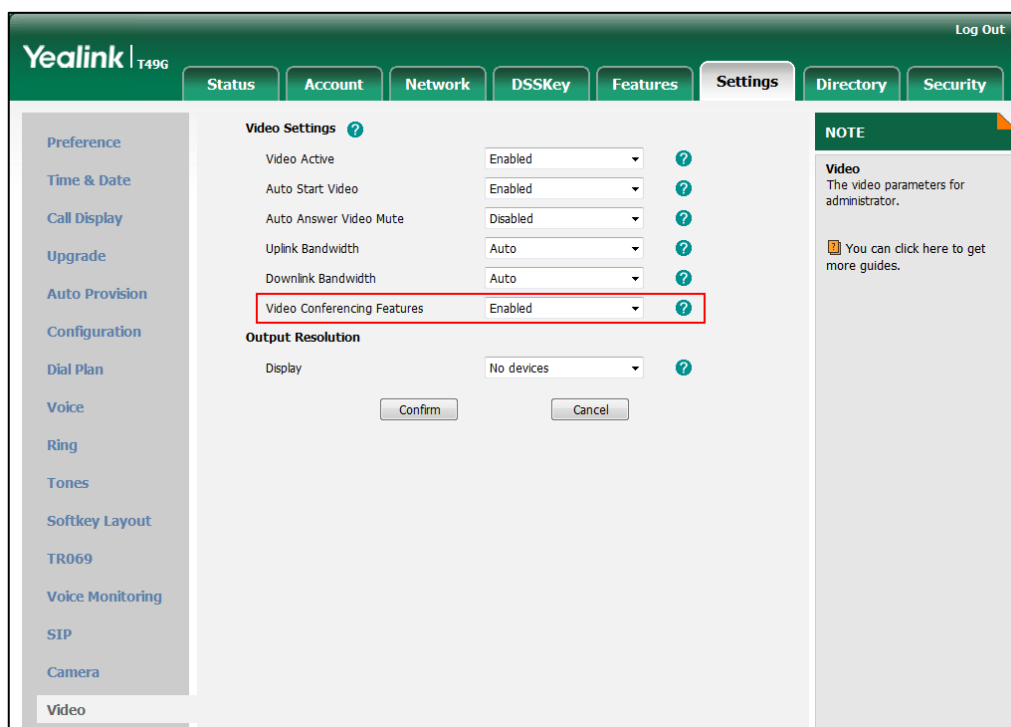 Log Out
Yealink | T49G
Status Account Network DSSKey Features Settings Directory Security
Preference
Time & Date
Call Display
Upgrade
Auto Provision
Configuration
Dial Plan
Voice
Ring
Tones
Softkey Layout
TR069
Voice Monitoring
SIP
Camera
Video
Video Settings ?
Video Active Enabled ?
Auto Start Video Enabled ?
Auto Answer Video Mute Disabled ?
Uplink Bandwidth Auto ?
Downlink Bandwidth Auto ?
Video Conferencing Features Enabled ?
Output Resolution
Display No devices ?
Confirm Cancel
NOTE
Video
The video parameters for
administrator.
? You can click here to get
more guides.